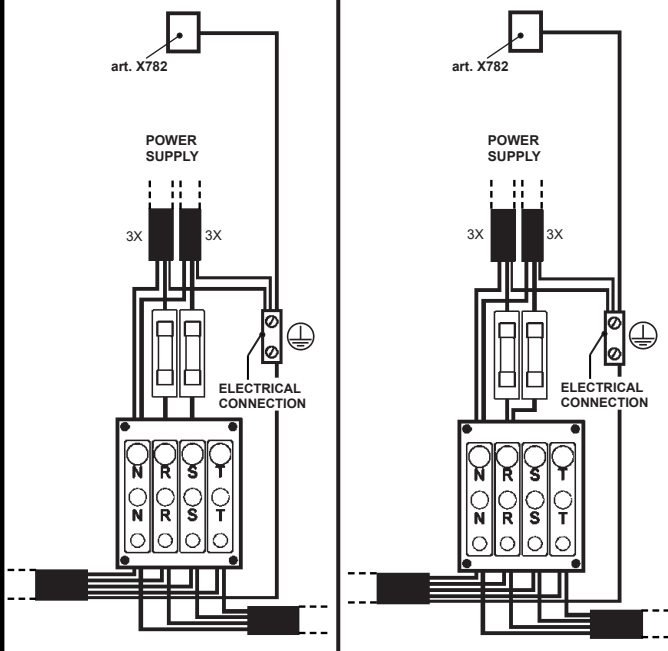 art. X782
POWER
SUPPLY
3X 3X
ELECTRICAL
CONNECTION
N R S T
N R S T
art. X782
POWER
SUPPLY
3X 3X
ELECTRICAL
CONNECTION
N R S T
N R S T